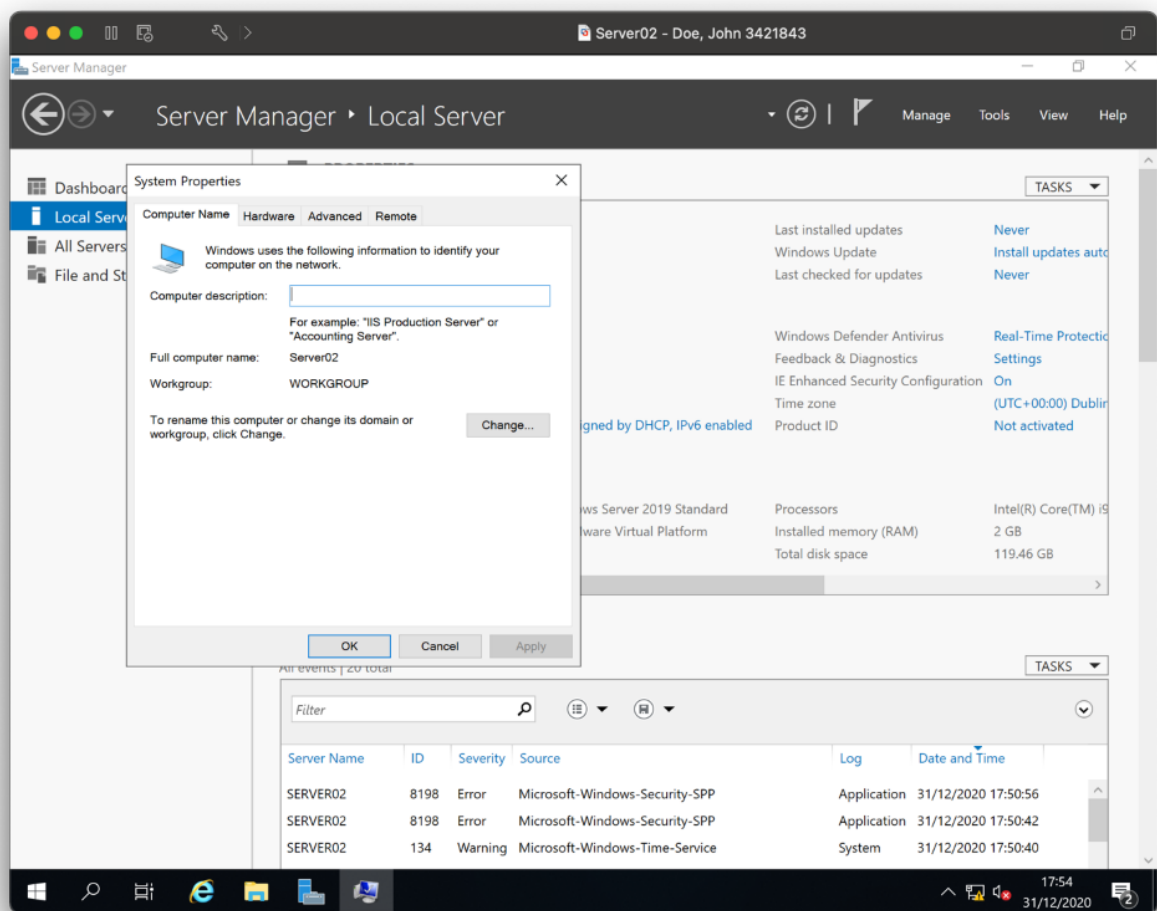 Server02 - Doe, John 3421843
Server Manager
Server Manager • Local Server
Manage Tools View Help
Dashboard
Local Serv
All Servers
File and St
TASKS
System Properties
Computer Name Hardware Advanced Remote
Windows uses the following information to identify your
computer on the network.
Computer description:
For example: "IIS Production Server" or
"Accounting Server".
Full computer name: Server02
Workgroup: WORKGROUP
To rename this computer or change its domain or
workgroup, click Change.
Change...
OK Cancel Apply
Last installed updates Never
Windows Update Install updates auto
Last checked for updates Never
Windows Defender Antivirus Real-Time Protectic
Feedback & Diagnostics Settings
IE Enhanced Security Configuration On
Time zone (UTC+00:00) Dublin
igned by DHCP, IPv6 enabled Product ID Not activated
ws Server 2019 Standard Processors Intel(R) Core(TM) i9
ware Virtual Platform Installed memory (RAM) 2 GB
Total disk space 119.46 GB
All events | 20 total
TASKS
Filter
Server Name ID Severity Source Log Date and Time
SERVER02 8198 Error Microsoft-Windows-Security-SPP Application 31/12/2020 17:50:56
SERVER02 8198 Error Microsoft-Windows-Security-SPP Application 31/12/2020 17:50:42
SERVER02 134 Warning Microsoft-Windows-Time-Service System 31/12/2020 17:50:40
17:54
31/12/2020
2